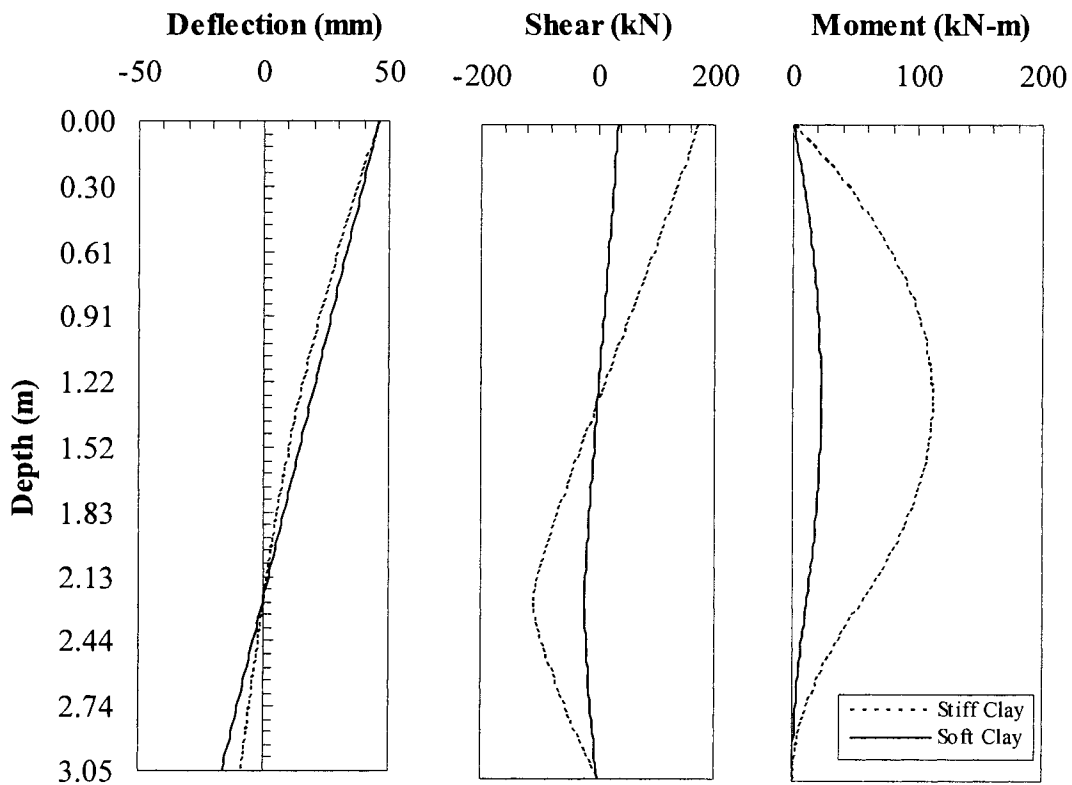 Deflection (mm) Shear (kN) Moment (kN-m)
-50 0 50 -200 0 200 0 100 200
0.00
0.30
0.61
0.91
1.22
1.52
1.83
2.13
2.44
2.74
3.05
Depth (m)
Stiff Clay
Soft Clay